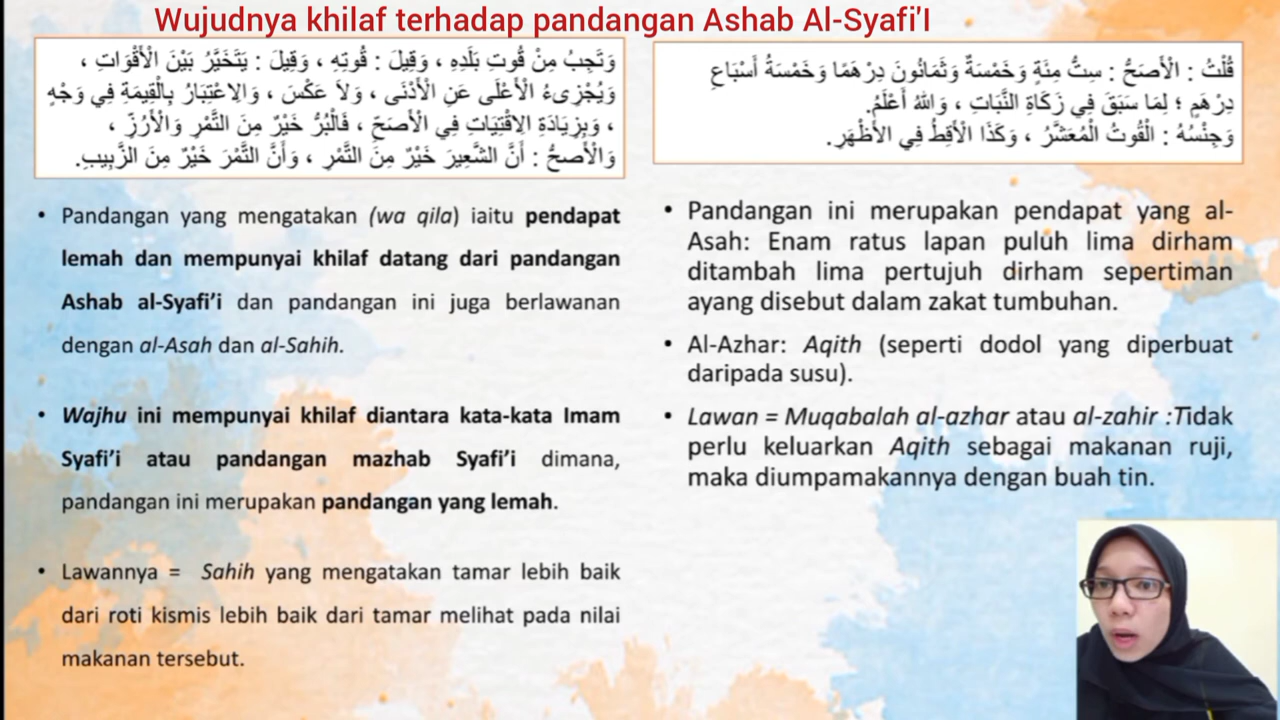 Wujudnya khilaf terhadap pandangan Ashab Al-Syafi'I
وَتَجِبُ مِنْ قُوتِ بَلَدِهِ ، وَقِيلَ : قُوتِهِ ، وَقِيلَ : يَتَخَيَّرُ بَيْنَ الْأَقْوَاتِ ،
وَيُجْزِىءُ الْأَعْلَى عَنِ الْأَدْنَى ، وَلَا عَكْسَ ، وَالِاعْتِبَارُ بِالْقِيمَةِ فِي وَجْهٍ
، وَبِزِيَادَةِ الِاقْتِيَاتِ فِي الْأَصَحِّ ، فَالْبُرُّ خَيْرٌ مِنَ التَّمْرِ وَالْأَرُزِّ ،
وَالْأَصحُّ : أَنَّ الشَّعِيرَ خَيْرٌ مِنَ التَّمْرِ ، وَأَنَّ التَّمْرَ خَيْرٌ مِنَ الزَّبِيبِ.
• Pandangan yang mengatakan (wa qila) iaitu pendapat
lemah dan mempunyai khilaf datang dari pandangan
Ashab al-Syafi’i dan pandangan ini juga berlawanan
dengan al-Asah dan al-Sahih.
• Wajhu ini mempunyai khilaf diantara kata-kata Imam
Syafi’i atau pandangan mazhab Syafi’i dimana,
pandangan ini merupakan pandangan yang lemah.
• Lawannya = Sahih yang mengatakan tamar lebih baik
dari roti kismis lebih baik dari tamar melihat pada nilai
makanan tersebut.
قُلْتُ : الْأَصَحُّ : سِتُّ مِئَةٍ وَخَمْسَةٌ وَثَمَانُونَ دِرْهَمًا وَخَمْسَةُ أَسْبَاعِ
دِرْهَمٍ ؛ لِمَا سَبَقَ فِي زَكَاةِ النَّبَاتِ ، وَاللهُ أَعْلَمُ.
وَجِنْسُهُ : الْقُوتُ الْمُعَشَّرُ ، وَكَذَا الْأَقِطُ فِي الأَظْهَرِ.
• Pandangan ini merupakan pendapat yang al-
Asah: Enam ratus lapan puluh lima dirham
ditambah lima pertujuh dirham sepertiman
ayang disebut dalam zakat tumbuhan.
• Al-Azhar: Aqith (seperti dodol yang diperbuat
daripada susu).
• Lawan = Muqabalah al-azhar atau al-zahir :Tidak
perlu keluarkan Aqith sebagai makanan ruji,
maka diumpamakannya dengan buah tin.